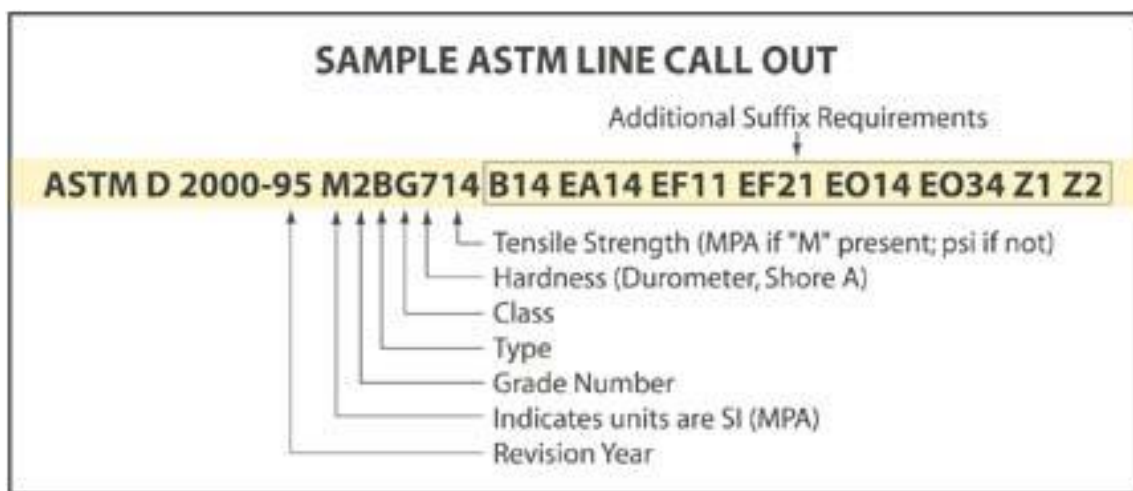 SAMPLE ASTM LINE CALL OUT
Additional Suffix Requirements
ASTM D 2000-95 M2BG714 B14 EA14 EF11 EF21 EO14 EO34 Z1 Z2
Tensile Strength (MPA if "M" present; psi if not)
Hardness (Durometer, Shore A)
Class
Type
Grade Number
Indicates units are SI (MPA)
Revision Year